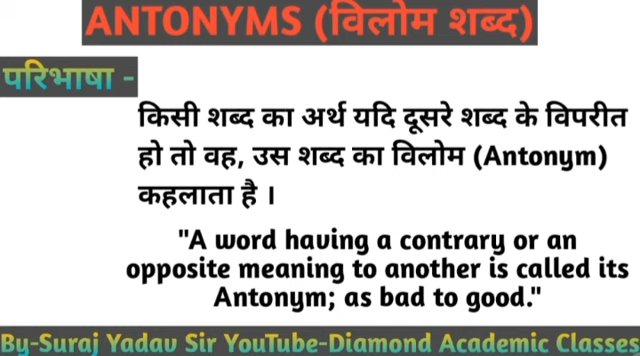 ANTONYMS (विलोम शब्द)
परिभाषा -
किसी शब्द का अर्थ यदि दूसरे शब्द के विपरीत
हो तो वह, उस शब्द का विलोम (Antonym)
कहलाता है ।
"A word having a contrary or an
opposite meaning to another is called its
Antonym; as bad to good."
By-Suraj Yadav Sir YouTube-Diamond Academic Classes